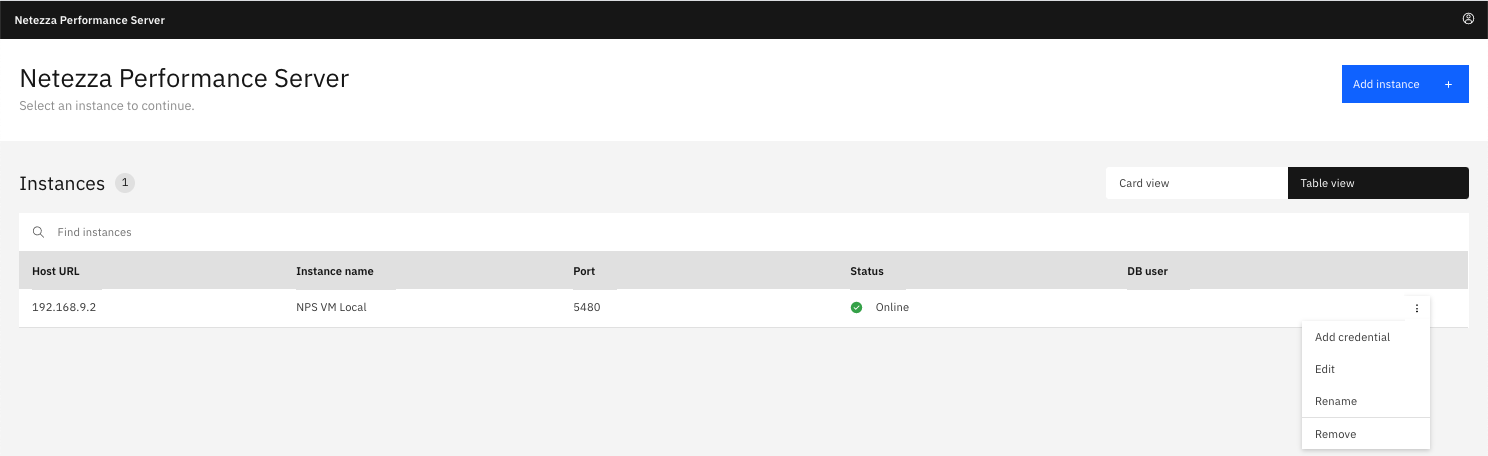 Netezza Performance Server
Netezza Performance Server
Select an instance to continue.
Add instance +
Instances 1
Card view
Table view
Find instances
Host URL Instance name Port Status DB user
192.168.9.2 NPS VM Local 5480 Online
Add credential
Edit
Rename
Remove